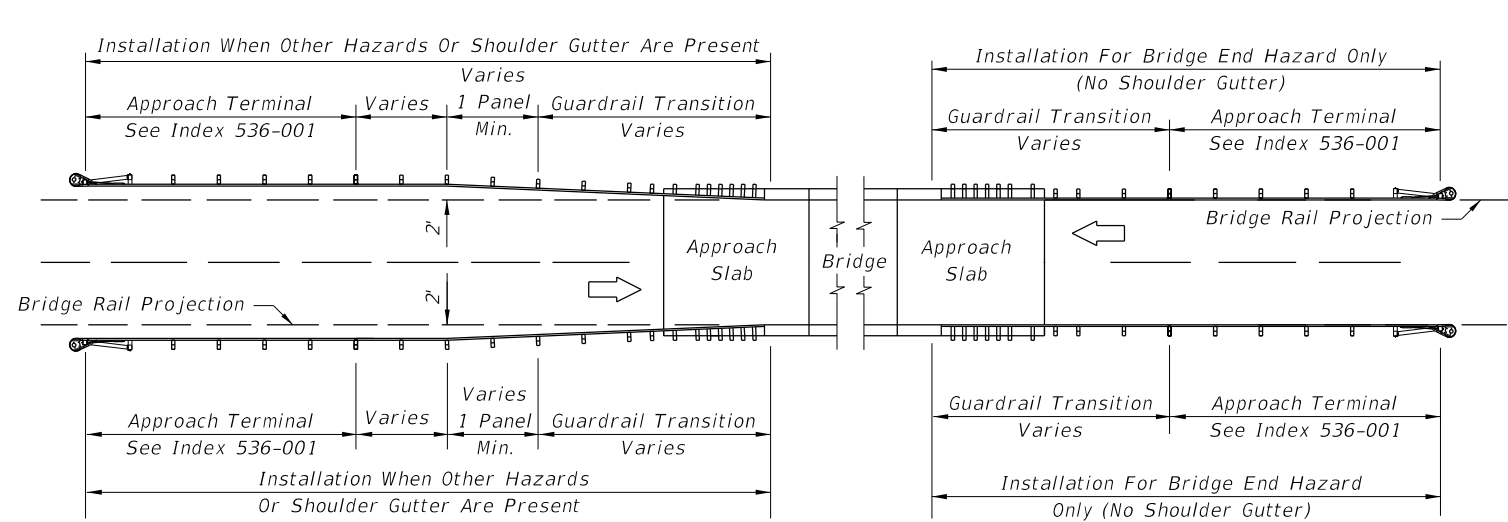 Installation When Other Hazards Or Shoulder Gutter Are Present
Installation For Bridge End Hazard Only
(No Shoulder Gutter)
Approach Terminal
See Index 536-001
Varies
Varies
1 Panel
Min.
Guardrail Transition
Varies
Guardrail Transition
Varies
Approach Terminal
See Index 536-001
2'
Bridge Rail Projection
Approach
Slab
Bridge
Approach
Slab
Bridge Rail Projection
2'
Approach Terminal
See Index 536-001
Varies
Varies
1 Panel
Min.
Guardrail Transition
Varies
Guardrail Transition
Varies
Approach Terminal
See Index 536-001
Installation When Other Hazards
Or Shoulder Gutter Are Present
Installation For Bridge End Hazard
Only (No Shoulder Gutter)